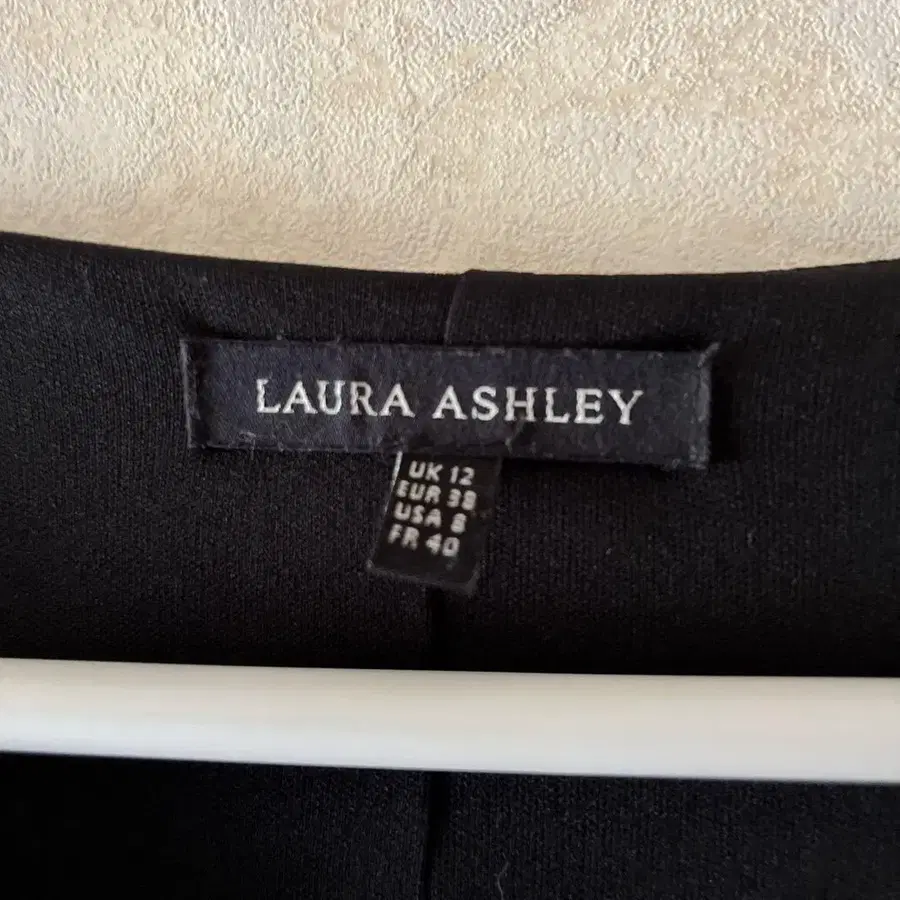 LAURA ASHLEY
UK 12
EUR 38
USA 8
FR 40